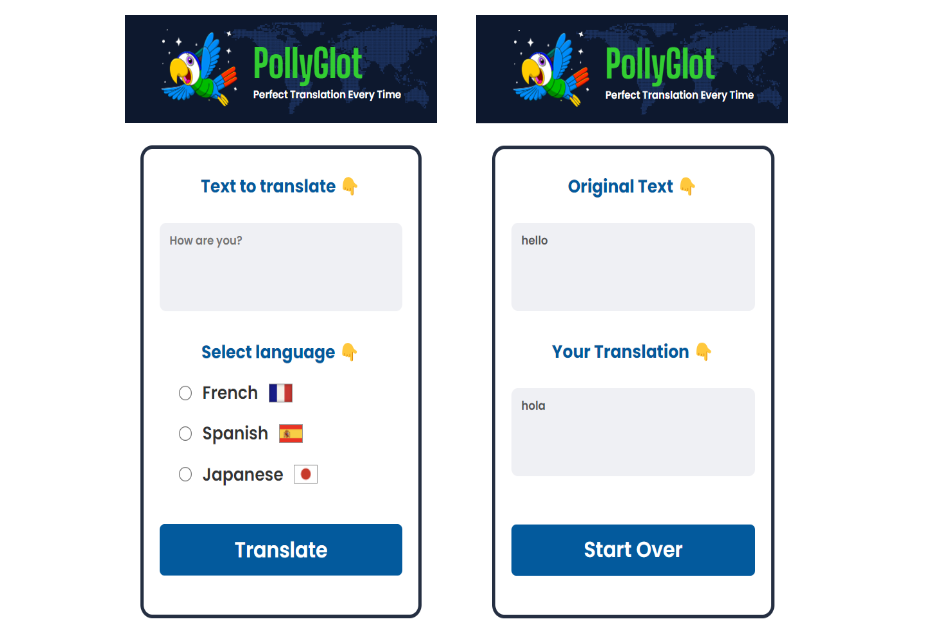 PollyGlot
Perfect Translation Every Time
Text to translate 👇
How are you?
Select language 👇
French
Spanish
Japanese
Translate
PollyGlot
Perfect Translation Every Time
Original Text 👇
hello
Your Translation 👇
hola
Start Over